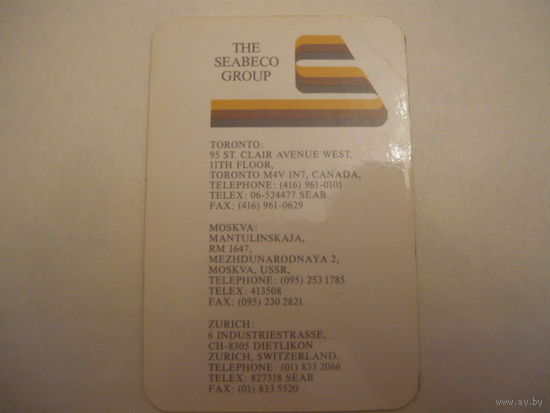 THE
SEABECO
GROUP
TORONTO:
95 ST. CLAIR AVENUE WEST,
11TH FLOOR,
TORONTO M4V 1N7, CANADA,
TELEPHONE: (416) 961-0101
TELEX: 06-524477 SEAB
FAX: (416) 961-0629
MOSKVA:
MANTULINSKAJA,
RM 1647,
MEZHDUNARODNAYA 2,
MOSKVA, USSR,
TELEPHONE: (095) 253 1785
TELEX: 413508
FAX: (095) 230 2821
ZURICH:
6 INDUSTRIESTRASSE,
CH-8305 DIETLIKON
ZURICH, SWITZERLAND,
TELEPHONE: (01) 833 2066
TELEX: 827318 SEAB
FAX: (01) 833 5520
www.ay.by